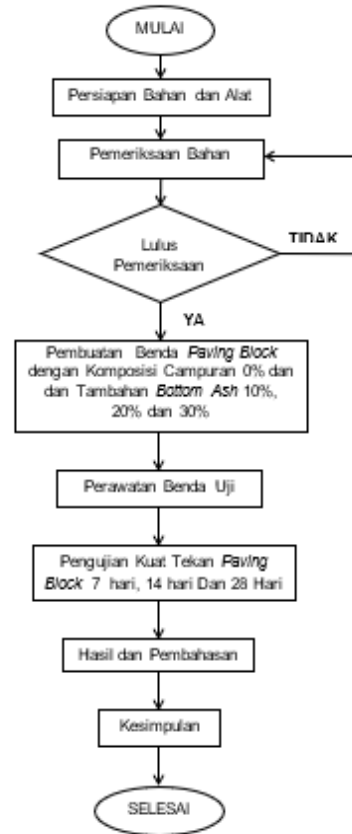 MULAI
Persiapan Bahan dan Alat
Pemeriksaan Bahan
Lulus
Pemeriksaan
TIDAK
YA
Pembuatan Benda Paving Block
dengan Komposisi Campuran 0% dan
dan Tambahan Bottom Ash 10%,
20% dan 30%
Perawatan Benda Uji
Pengujian Kuat Tekan Paving
Block 7 hari, 14 hari Dan 28 Hari
Hasil dan Pembahasan
Kesimpulan
SELESAI